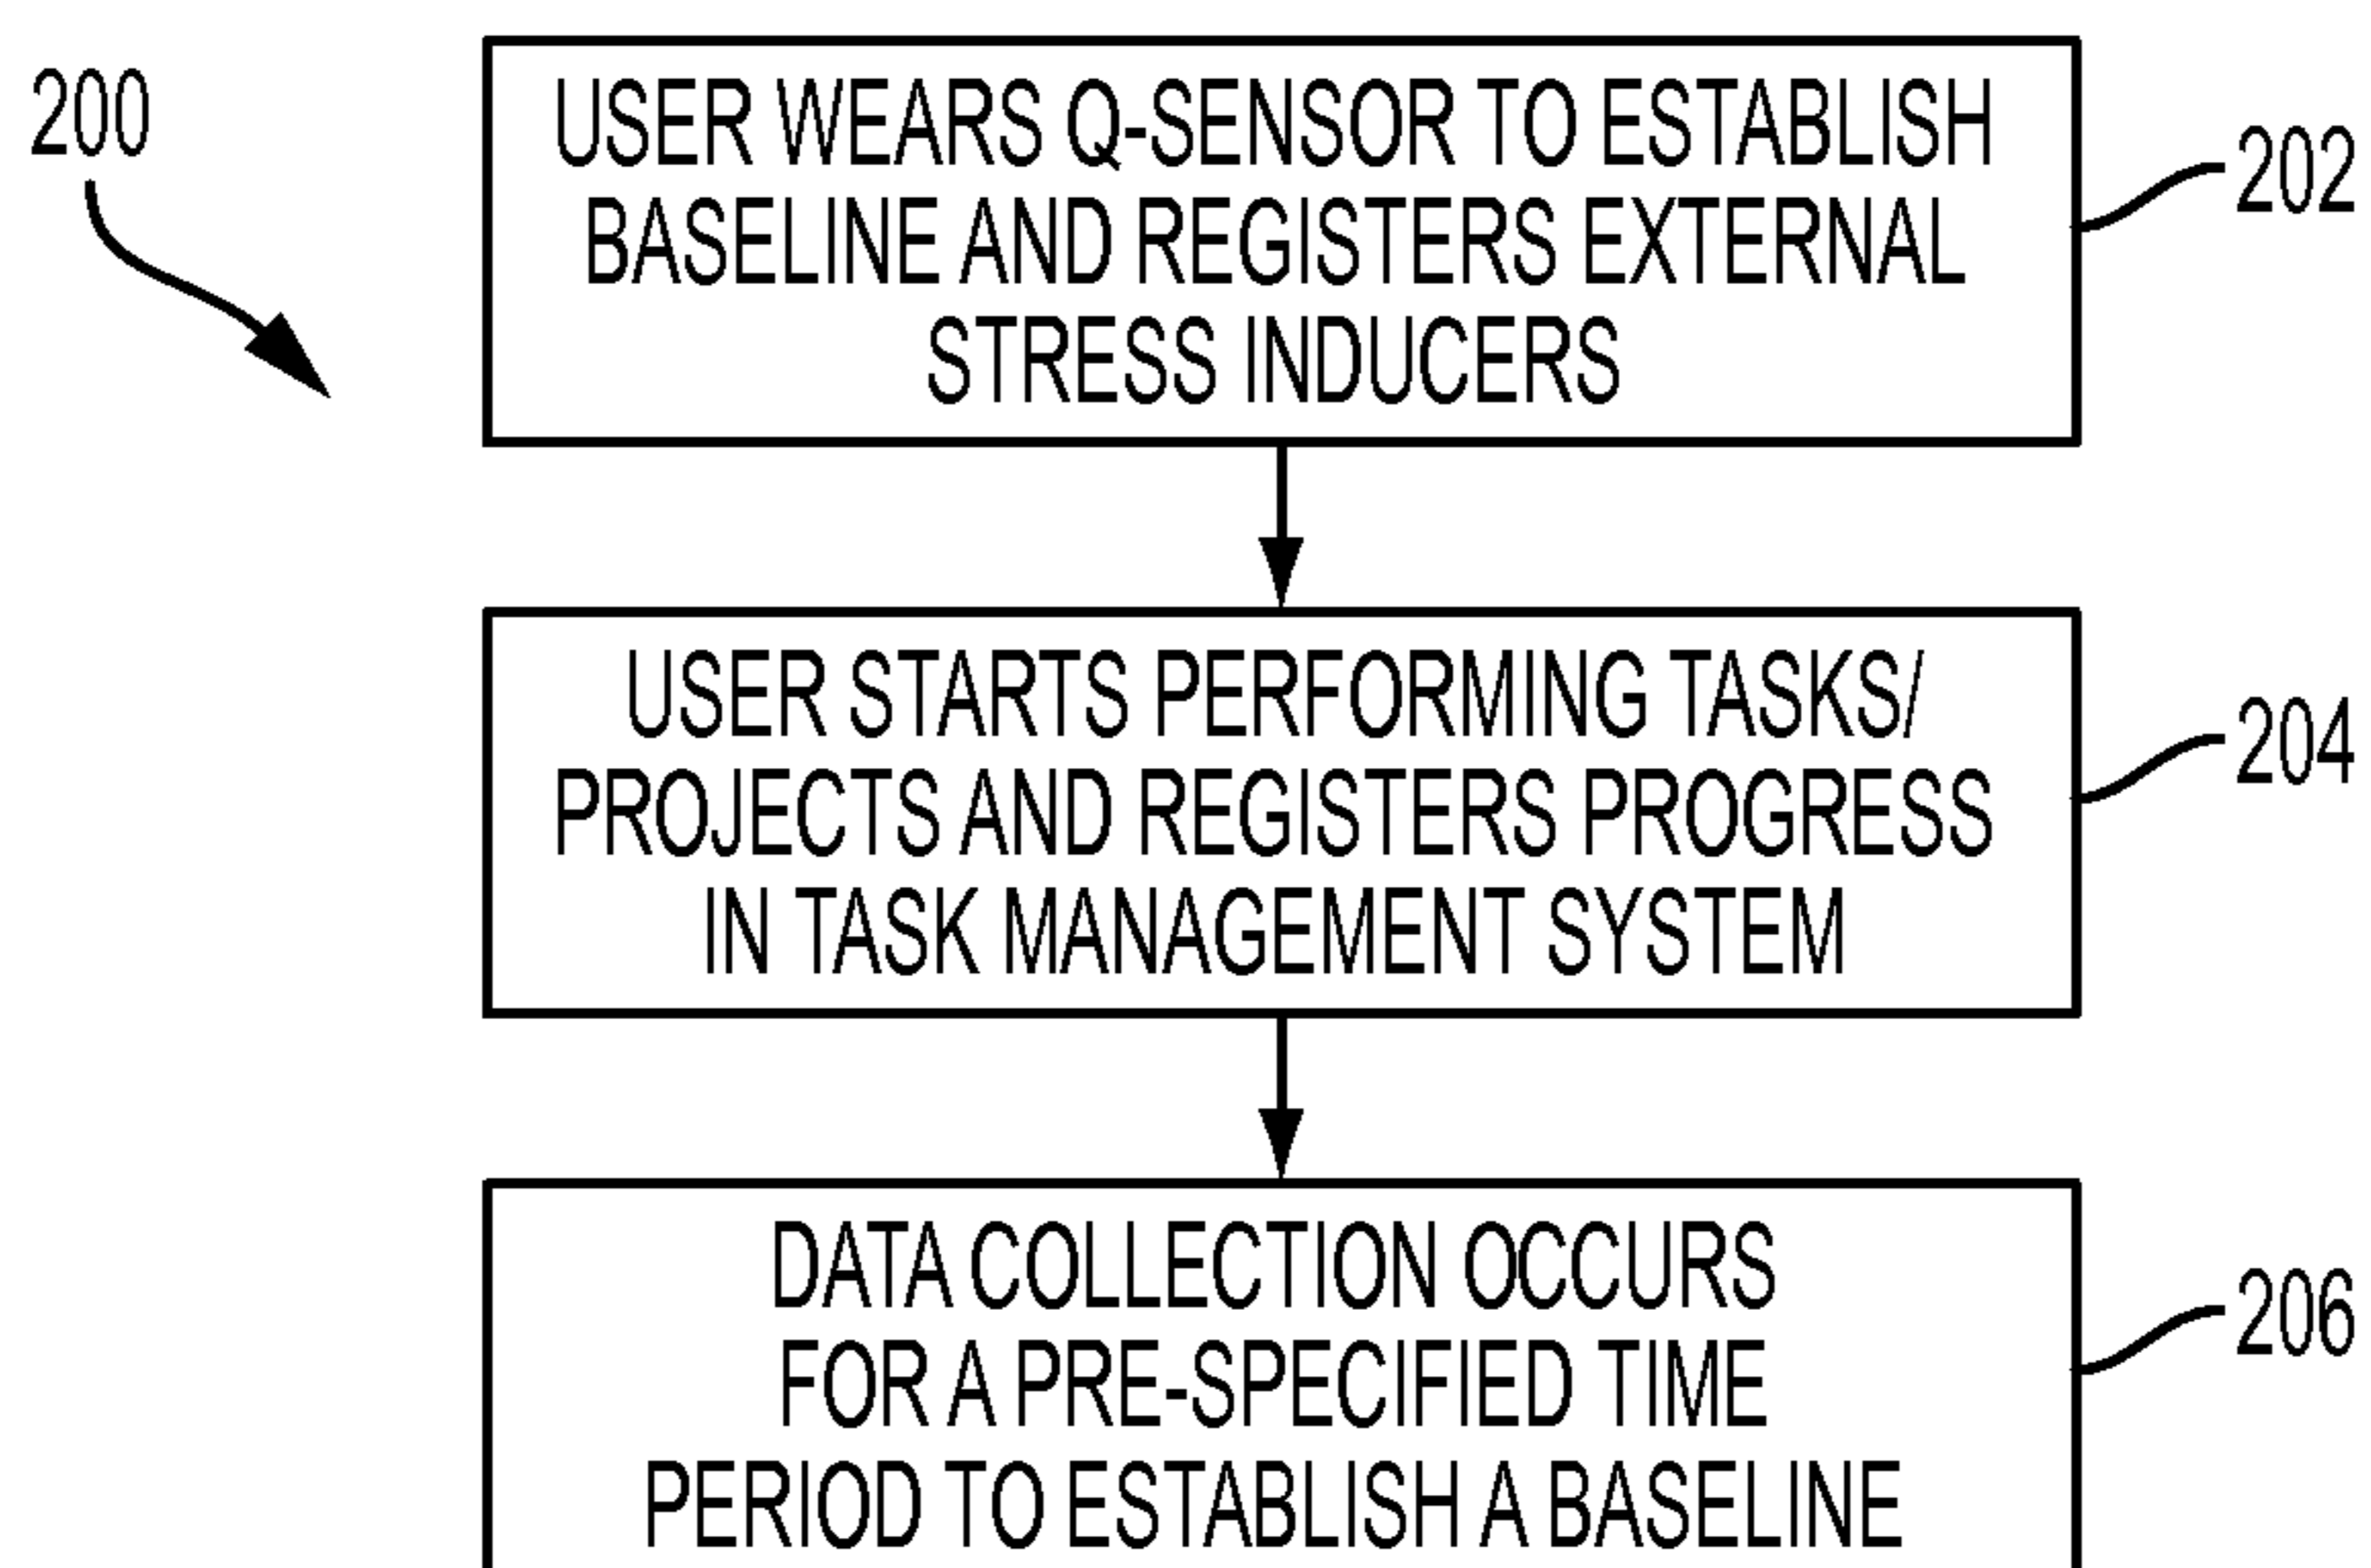 200
USER WEARS Q-SENSOR TO ESTABLISH
BASELINE AND REGISTERS EXTERNAL
STRESS INDUCERS
202
USER STARTS PERFORMING TASKS/
PROJECTS AND REGISTERS PROGRESS
IN TASK MANAGEMENT SYSTEM
204
DATA COLLECTION OCCURS
FOR A PRE-SPECIFIED TIME
PERIOD TO ESTABLISH A BASELINE
206